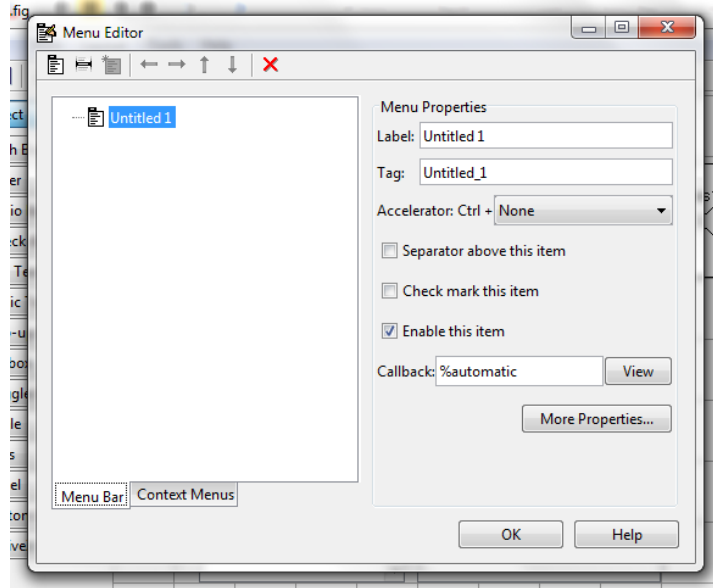 .fig
Menu Editor
Untitled 1
Menu Properties
Label: Untitled 1
Tag: Untitled_1
Accelerator: Ctrl + None
Separator above this item
Check mark this item
Enable this item
Callback: %automatic View
More Properties...
Menu Bar Context Menus
OK Help